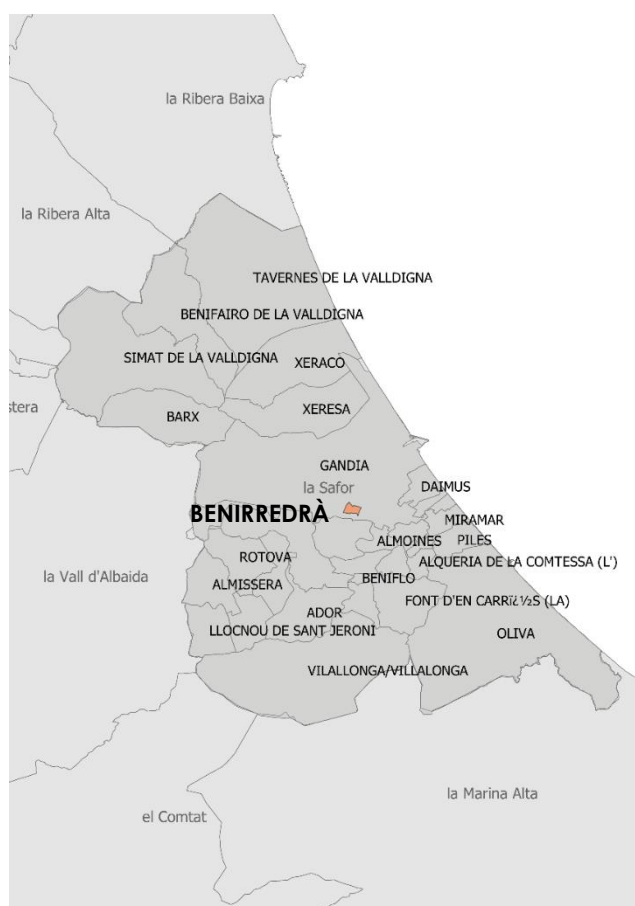 la Ribera Baixa
la Ribera Alta
TAVERNES DE LA VALLDIGNA
BENIFAIRO DE LA VALLDIGNA
SIMAT DE LA VALLDIGNA
XERACO
stera
BARX
XERESA
GANDIA
la Safor
DAIMUS
BENIRREDRÀ
MIRAMAR
ALMOINES
PILES
ROTOVA
ALQUERIA DE LA COMTESSA (L')
la Vall d'Albaida
ALMISSERA
BENIFLO
FONT D'EN CARRï¿½S (LA)
ADOR
LLOCNOU DE SANT JERONI
OLIVA
VILALLONGA/VILLALONGA
la Marina Alta
el Comtat